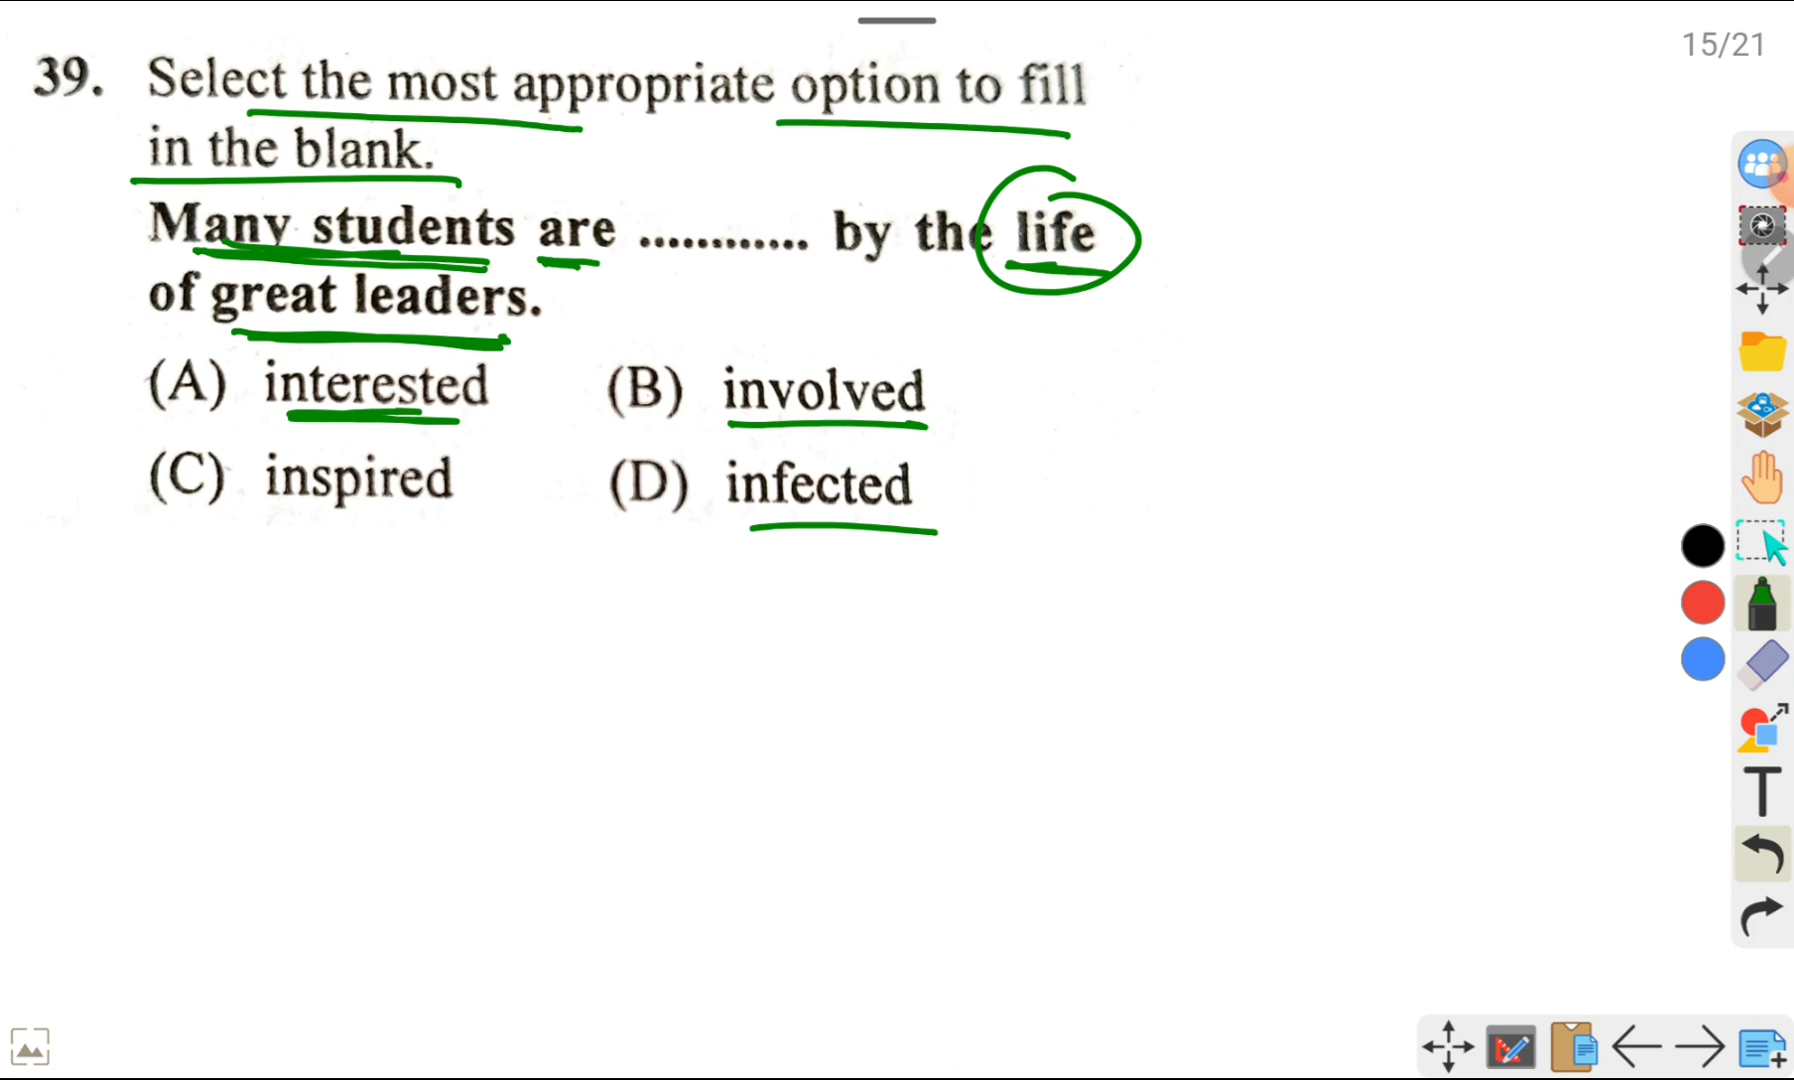 15/21
39. Select the most appropriate option to fill
in the blank.
Many students are ............ by the life
of great leaders.
(A) interested (B) involved
(C) inspired (D) infected
T